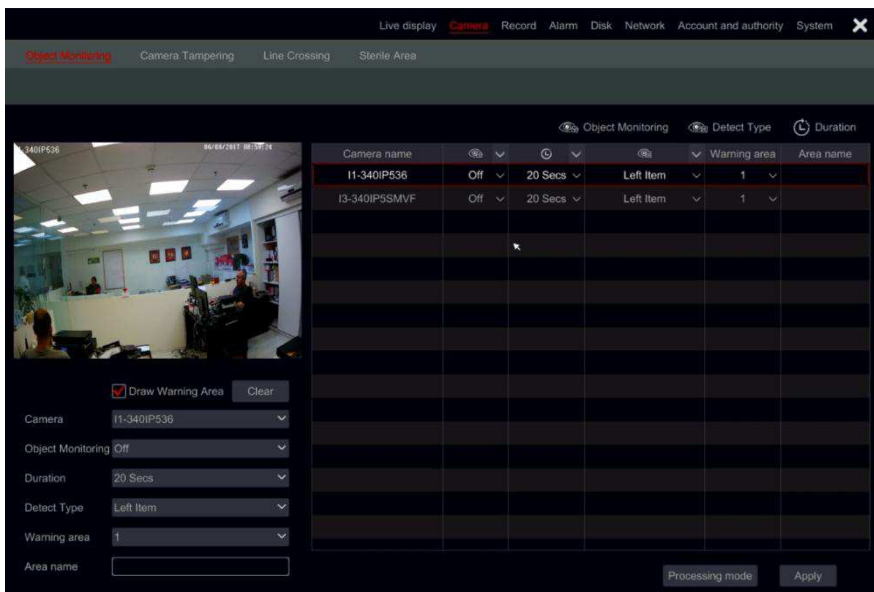 Live display Camera Record Alarm Disk Network Account and authority System
Object Monitoring Camera Tampering Line Crossing Sterile Area
Object Monitoring Detect Type Duration
340IP536
Camera name Warning area Area name
I1-340IP536 Off 20 Secs Left Item 1
I3-340IP5SMVF Off 20 Secs Left Item 1
Draw Warning Area Clear
Camera I1-340IP536
Object Monitoring Off
Duration 20 Secs
Detect Type Left Item
Warning area 1
Area name
Processing mode Apply